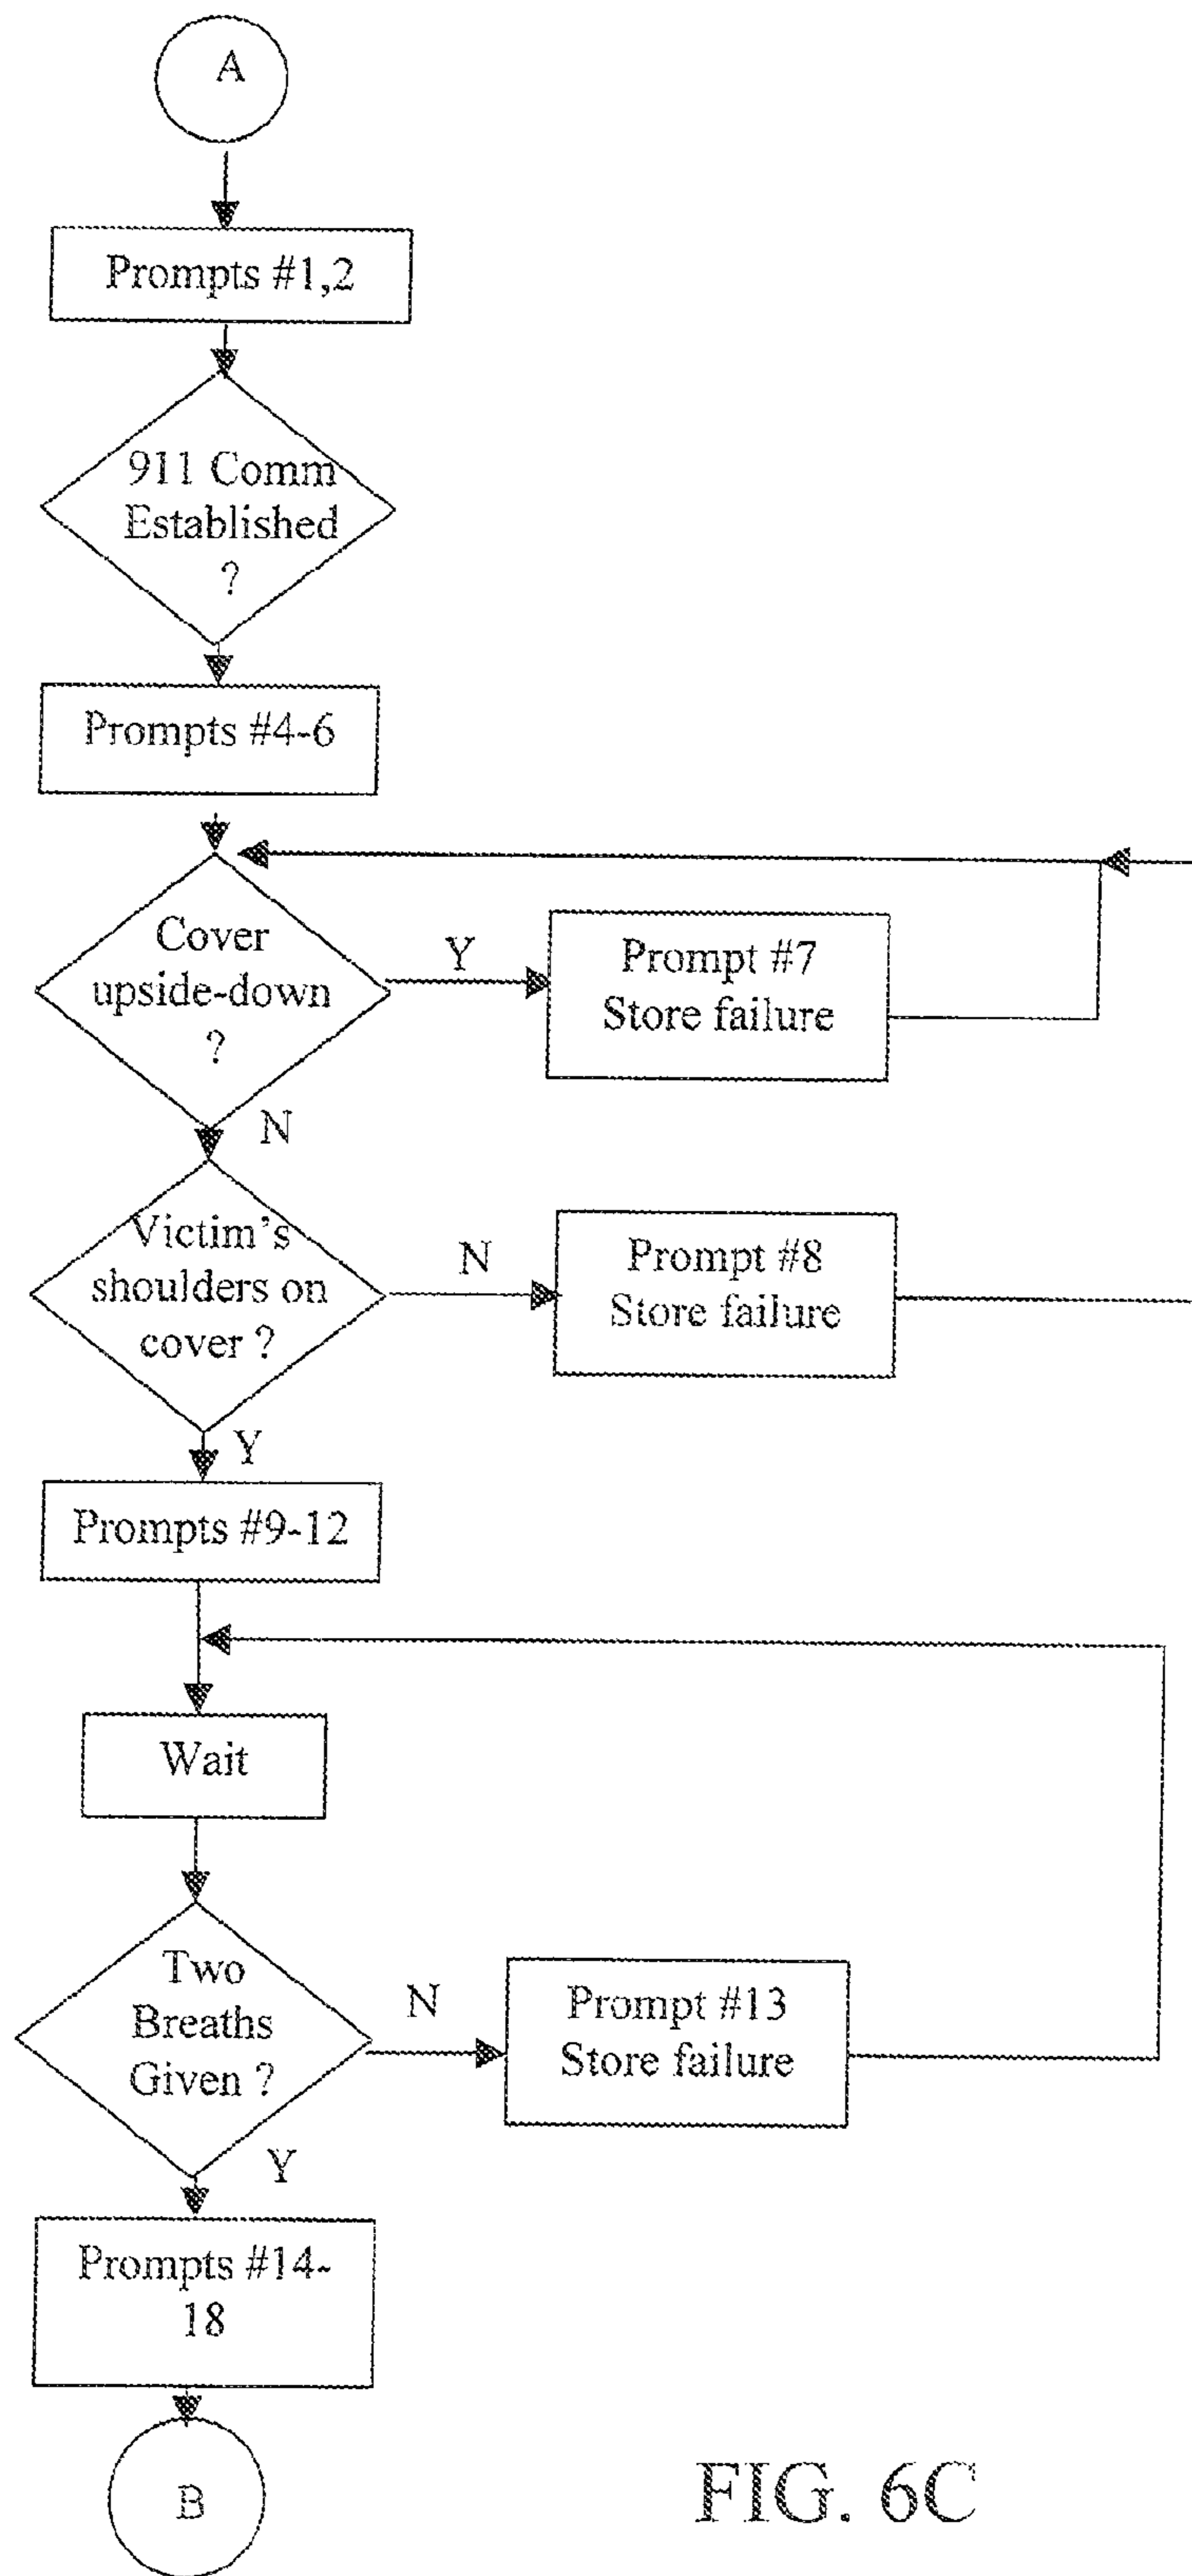 A
Prompts #1,2
911 Comm
Established
?
Prompts #4-6
Cover
upside-down
?
Y
Prompt #7
Store failure
N
Victim's
shoulders on
cover ?
N
Prompt #8
Store failure
Y
Prompts #9-12
Wait
Two
Breaths
Given ?
N
Prompt #13
Store failure
Y
Prompts #14-
18
B
FIG. 6C